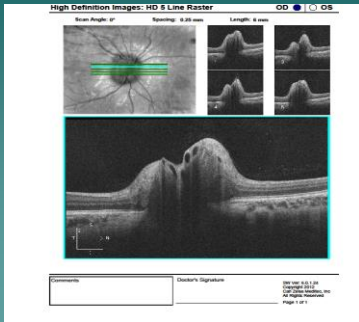 High Definition Images: HD 5 Line Raster OD OS
Scan Angle: 0° Spacing: 0.25 mm Length: 6 mm
Comments
Doctor's Signature
Copyright 2012
Carl Zeiss Meditec, Inc
All Rights Reserved
Page 1 of 1